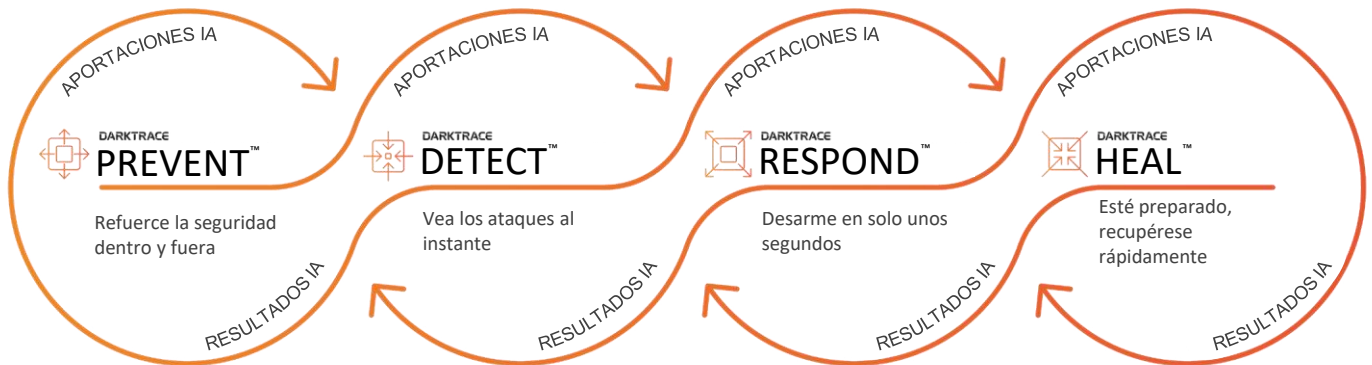 APORTACIONES IA
DARKTRACE
PREVENT™
Refuerce la seguridad
dentro y fuera
RESULTADOS IA
APORTACIONES IA
DARKTRACE
DETECT™
Vea los ataques al
instante
RESULTADOS IA
APORTACIONES IA
DARKTRACE
RESPOND™
Desarme en solo unos
segundos
RESULTADOS IA
APORTACIONES IA
DARKTRACE
HEAL™
Esté preparado,
recupérese
rápidamente
RESULTADOS IA